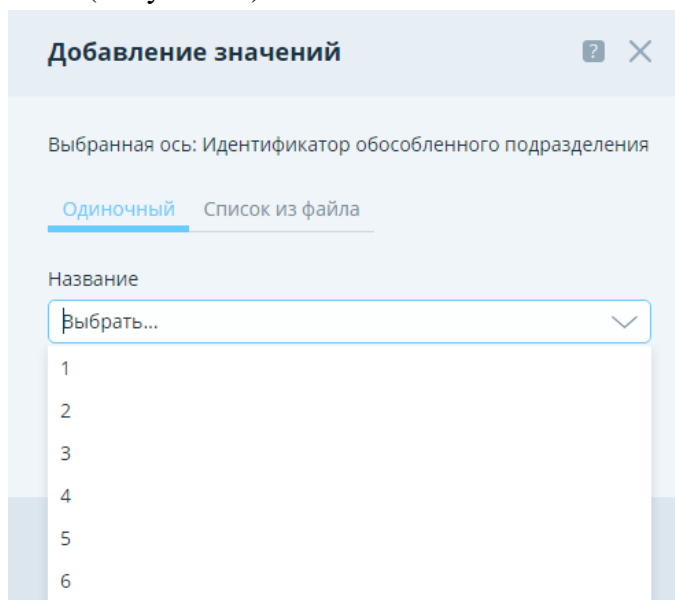 Добавление значений ?
Выбранная ось: Идентификатор обособленного подразделения
Одиночный Список из файла
Название
Выбрать...
1
2
3
4
5
6